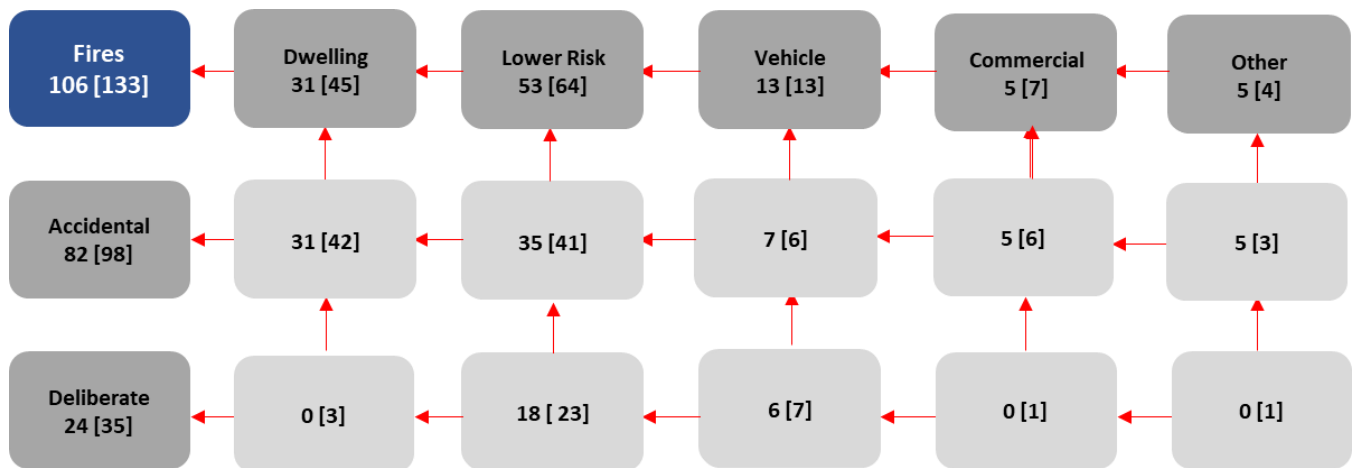 Fires
106 [133]
Dwelling
31 [45]
Lower Risk
53 [64]
Vehicle
13 [13]
Commercial
5 [7]
Other
5 [4]
Accidental
82 [98]
31 [42]
35 [41]
7 [6]
5 [6]
5 [3]
Deliberate
24 [35]
0 [3]
18 [ 23]
6 [7]
0 [1]
0 [1]